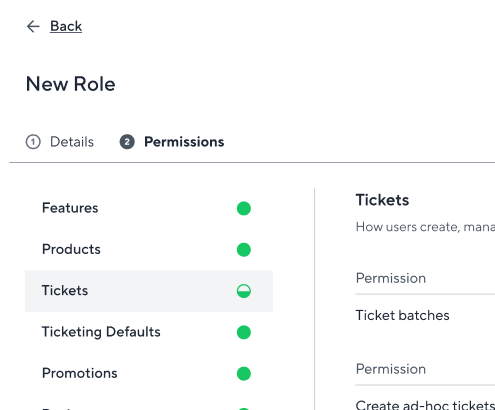 Back
New Role
1 Details 2 Permissions
Features
Products
Tickets
Ticketing Defaults
Promotions
Tickets
How users create,
Permission
Ticket batches
Permission
Create ad-hoc tickets